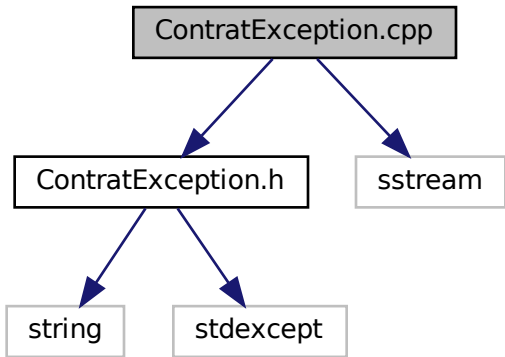 ContratException.cpp
ContratException.h
sstream
string
stdexcept